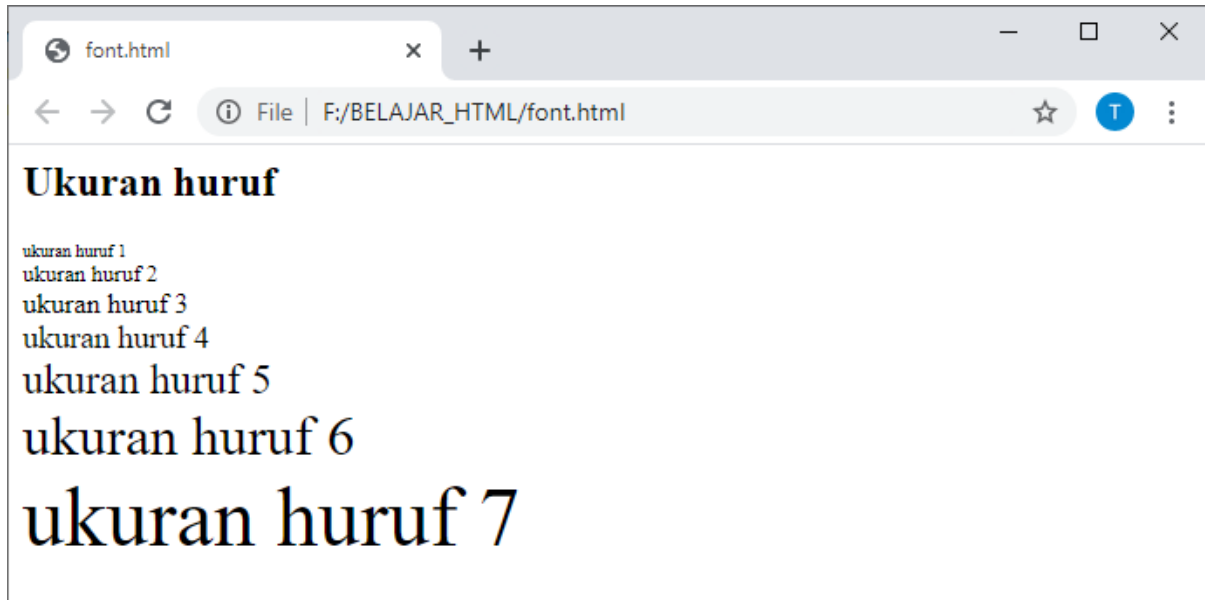 font.html
File F:/BELAJAR_HTML/font.html
T
Ukuran huruf
ukuran huruf 1
ukuran huruf 2
ukuran huruf 3
ukuran huruf 4
ukuran huruf 5
ukuran huruf 6
ukuran huruf 7